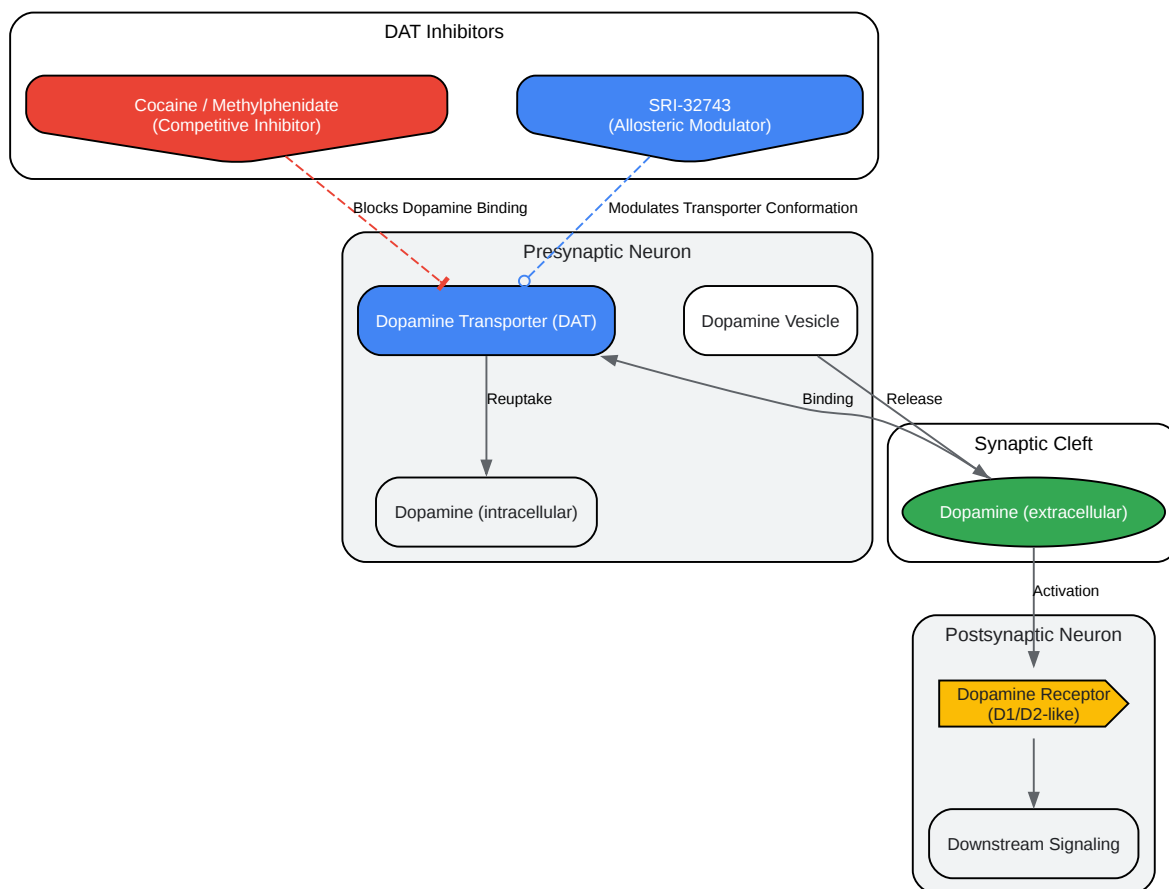 DAT Inhibitors
Cocaine / Methylphenidate
(Competitive Inhibitor)
SRI-32743
(Allosteric Modulator)
Blocks Dopamine Binding
Modulates Transporter Conformation
Presynaptic Neuron
Dopamine Transporter (DAT)
Dopamine Vesicle
Reuptake
Binding
Release
Synaptic Cleft
Dopamine (intracellular)
Dopamine (extracellular)
Activation
Postsynaptic Neuron
Dopamine Receptor
(D1/D2-like)
Downstream Signaling